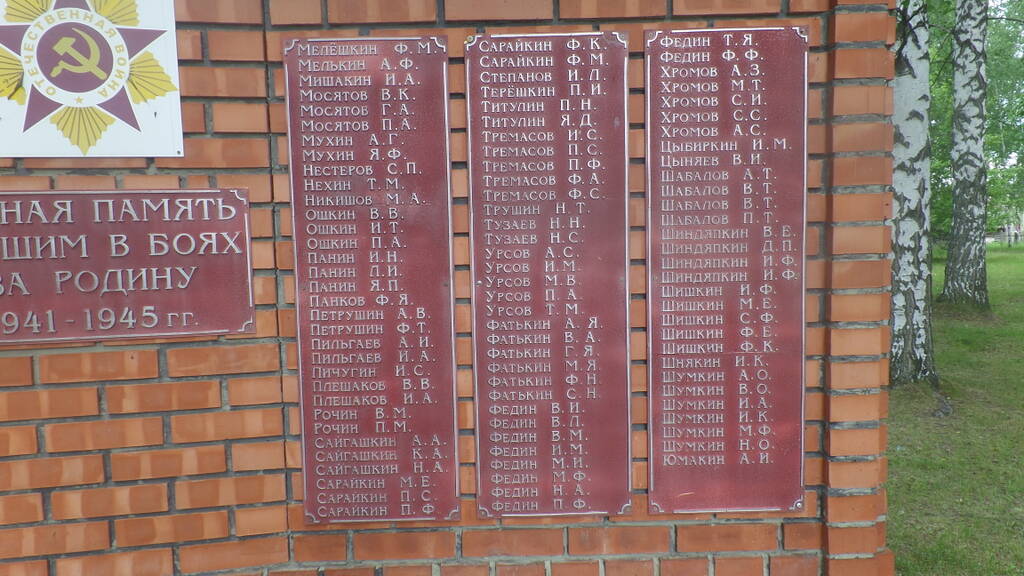 ОТЕЧЕСТВЕННАЯ ВОЙНА
НАЯ ПАМЯТЬ
ШИМ В БОЯХ
ЗА РОДИНУ
1941 - 1945 ГГ.
МЕЛЁШКИН Ф.М
МЕЛЬКИН А.Ф.
МИШАКИН И.А.
МОСЯТОВ В.К.
МОСЯТОВ Г.А.
МОСЯТОВ П.А.
МУХИН А.Г.
МУХИН Я.Ф.
НЕСТЕРОВ С.П.
НЕХИН Т.М.
НИКИШОВ М.А.
ОШКИН В.В.
ОШКИН И.Т.
ОШКИН П.А.
ПАНИН И.Н.
ПАНИН Л.И.
ПАНИН Я.П.
ПАНКОВ Ф.Я.
ПЕТРУШИН А.В.
ПЕТРУШИН Ф.Т.
ПИЛЬГАЕВ А.И.
ПИЛЬГАЕВ И.А.
ПИЧУГИН И.С.
ПЛЕШАКОВ В.В.
ПЛЕШАКОВ И.А.
РОЧИН В.М.
РОЧИН П.М.
САЙГАШКИН А.А.
САЙГАШКИН К.А.
САЙГАШКИН Н.А.
САРАЙКИН М.Е.
САРАЙКИН П.С.
САРАЙКИН П.Ф
САРАЙКИН Ф.К.
САРАЙКИН Ф.М.
СТЕПАНОВ И.Д.
ТЕРЁШКИН П.И.
ТИТУЛИН П.Н.
ТИТУЛИН Я.Д.
ТРЕМАСОВ И.С.
ТРЕМАСОВ П.С.
ТРЕМАСОВ П.Ф.
ТРЕМАСОВ Ф.А.
ТРЕМАСОВ Ф.С.
ТРУШИН Н.Т.
ТУЗАЕВ Н.Н.
ТУЗАЕВ Н.С.
УРСОВ А.С.
УРСОВ И.М.
УРСОВ М.В.
УРСОВ П.А.
УРСОВ Т.М.
ФАТЬКИН А.Я.
ФАТЬКИН В.А.
ФАТЬКИН Г.Я.
ФАТЬКИН М.Я.
ФАТЬКИН Ф.Н.
ФАТЬКИН С.Н.
ФЕДИН В.И.
ФЕДИН В.Л.
ФЕДИН В.М.
ФЕДИН И.М.
ФЕДИН М.И.
ФЕДИН М.Ф.
ФЕДИН Н.А.
ФЕДИН П.Ф.
ФЕДИН Т.Я.
ФЕДИН Ф.Ф.
ХРОМОВ А.З.
ХРОМОВ М.Т.
ХРОМОВ С.И.
ХРОМОВ С.С.
ХРОМОВ А.С.
ЦЫБИРКИН И.М.
ЦЫНЯЕВ В.И.
ШАБАЛОВ А.Т.
ШАБАЛОВ В.Т.
ШАБАЛОВ В.Т.
ШАБАЛОВ П.Т.
ШИНДЯПКИН В.Е.
ШИНДЯПКИН Д.П.
ШИНДЯПКИН И.Ф.
ШИНДЯПКИН И.Ф.
ШИШКИН И.Ф.
ШИШКИН М.Е.
ШИШКИН С.Ф.
ШИШКИН Ф.Е.
ШИШКИН Ф.К.
ШНЯКИН И.К.
ШУМКИН А.О.
ШУМКИН В.О.
ШУМКИН И.А.
ШУМКИН И.К.
ШУМКИН М.Ф.
ШУМКИН Н.О.
ЮМАКИН А.И.